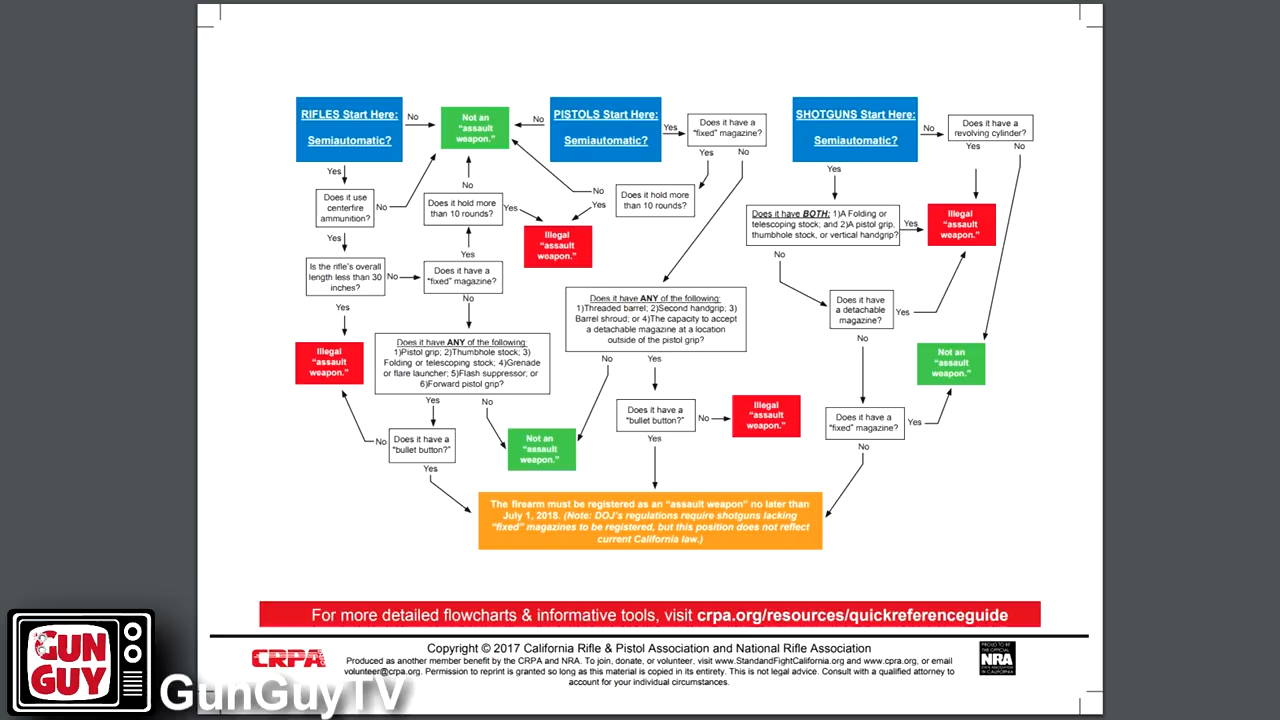 RIFLES Start Here:
Semiautomatic?
No
Not an
“assault
weapon.”
No
PISTOLS Start Here:
Semiautomatic?
Yes
Does it have a
“fixed” magazine?
SHOTGUNS Start Here:
Semiautomatic?
No
Does it have a
revolving cylinder?
Yes
No
Yes
No
Yes
Yes
Does it use
centerfire
ammunition?
No
No
Does it hold more
than 10 rounds?
Yes
No
Yes
Does it hold more
than 10 rounds?
Illegal
“assault
weapon.”
Does it have BOTH: 1)A Folding or
telescoping stock; and 2)A pistol grip,
thumbhole stock, or vertical handgrip?
Yes
Illegal
“assault
weapon.”
Yes
Is the rifle’s overall
length less than 30
inches?
No
Yes
Does it have a
“fixed” magazine?
No
Yes
No
Does it have ANY of the following:
1)Threaded barrel; 2)Second handgrip; 3)
Barrel shroud; or 4)The capacity to accept
a detachable magazine at a location
outside of the pistol grip?
Does it have
a detachable
magazine?
Yes
No
Illegal
“assault
weapon.”
Does it have ANY of the following:
1)Pistol grip; 2)Thumbhole stock; 3)
Folding or telescoping stock; 4)Grenade
or flare launcher; 5)Flash suppressor; or
6)Forward pistol grip?
No
Yes
Not an
“assault
weapon.”
Yes
No
Does it have a
“bullet button?”
No
Illegal
“assault
weapon.”
Does it have a
“fixed” magazine?
Yes
No
Does it have a
“bullet button?”
Yes
Not an
“assault
weapon.”
Yes
No
The firearm must be registered as an “assault weapon” no later than
July 1, 2018. (Note: DOJ’s regulations require shotguns lacking
“fixed” magazines to be registered, but this position does not reflect
current California law.)
For more detailed flowcharts & informative tools, visit crpa.org/resources/quickreferenceguide
CRPA
Copyright © 2017 California Rifle & Pistol Association and National Rifle Association
Produced as another member benefit by the CRPA and NRA. To join, donate, or volunteer, visit www.StandandFightCalifornia.org and www.cpra.org, or email
volunteer@crpa.org. Permission to reprint is granted so long as this material is copied in its entirety. This is not legal advice. Consult with a qualified attorney to
account for your individual circumstances.
PROUD TO BE
THE OFFICIAL
NRA
STATE ASSOCIATION
IN CALIFORNIA
GUN
GUY
GunGuyTV